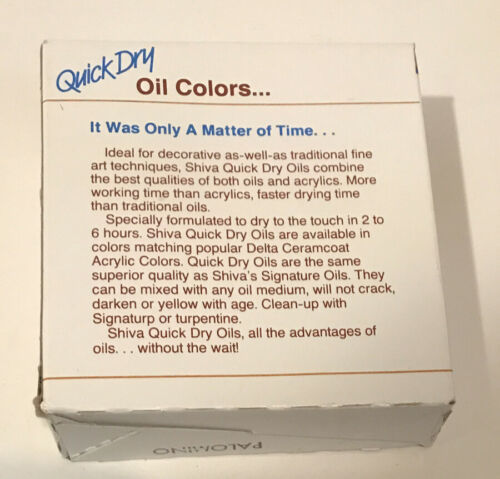 Quick Dry
Oil Colors...
It Was Only A Matter of Time. . .
Ideal for decorative as-well-as traditional fine
art techniques, Shiva Quick Dry Oils combine
the best qualities of both oils and acrylics. More
working time than acrylics, faster drying time
than traditional oils.
Specially formulated to dry to the touch in 2 to
6 hours. Shiva Quick Dry Oils are available in
colors matching popular Delta Ceramcoat
Acrylic Colors. Quick Dry Oils are the same
superior quality as Shiva's Signature Oils. They
can be mixed with any oil medium, will not crack,
darken or yellow with age. Clean-up with
Signaturp or turpentine.
Shiva Quick Dry Oils, all the advantages of
oils. . . without the wait!
PALOMINO